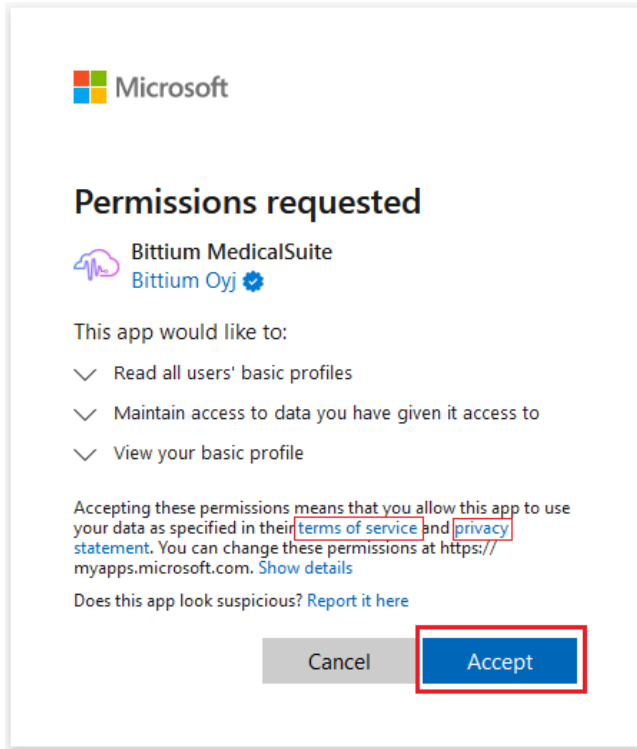 Microsoft
Permissions requested
Bittium MedicalSuite
Bittium Oyj
This app would like to:
Read all users' basic profiles
Maintain access to data you have given it access to
View your basic profile
Accepting these permissions means that you allow this app to use
your data as specified in their terms of service and privacy
statement. You can change these permissions at https://
myapps.microsoft.com. Show details
Does this app look suspicious? Report it here
Cancel
Accept